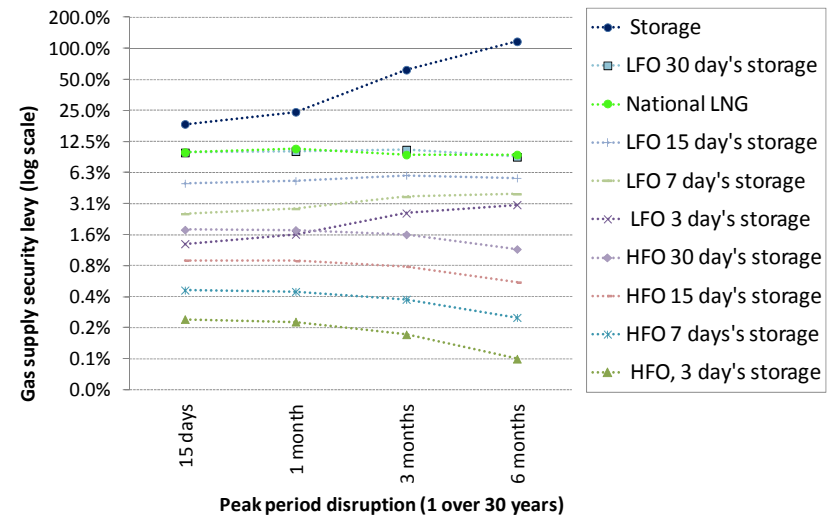 Gas supply security levy (log scale)
200.0%
100.0%
50.0%
25.0%
12.5%
6.3%
3.1%
1.6%
0.8%
0.4%
0.2%
0.1%
0.0%
15 days
1 month
3 months
6 months
Peak period disruption (1 over 30 years)
Storage
LFO 30 day's storage
National LNG
LFO 15 day's storage
LFO 7 day's storage
LFO 3 day's storage
HFO 30 day's storage
HFO 15 day's storage
HFO 7 days's storage
HFO, 3 day's storage